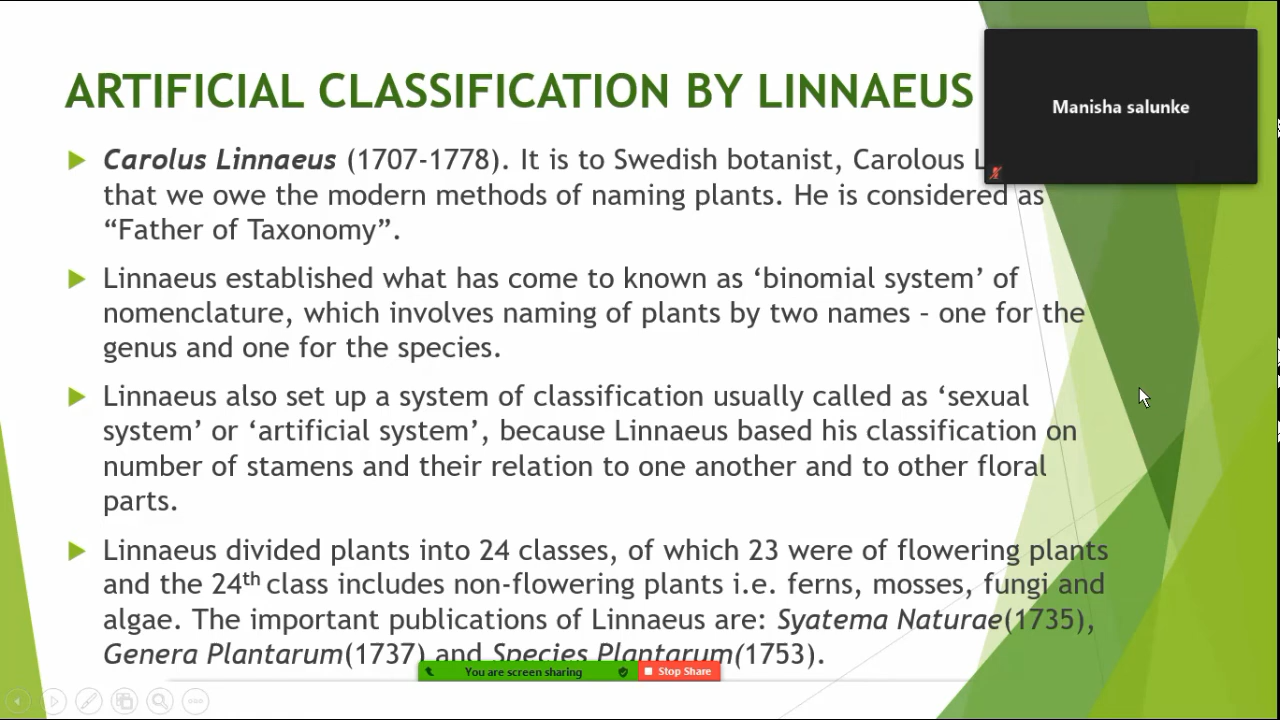 ARTIFICIAL CLASSIFICATION BY LINNAEUS
Manisha salunke
Carolus Linnaeus (1707-1778). It is to Swedish botanist, Carolous
that we owe the modern methods of naming plants. He is considered as
“Father of Taxonomy”.
Linnaeus established what has come to known as ‘binomial system’ of
nomenclature, which involves naming of plants by two names – one for the
genus and one for the species.
Linnaeus also set up a system of classification usually called as ‘sexual
system’ or ‘artificial system’, because Linnaeus based his classification on
number of stamens and their relation to one another and to other floral
parts.
Linnaeus divided plants into 24 classes, of which 23 were of flowering plants
and the 24th class includes non-flowering plants i.e. ferns, mosses, fungi and
algae. The important publications of Linnaeus are: Syatema Naturae(1735),
Genera Plantarum(1737) and Species Plantarum(1753).
You are screen sharing
Stop Share